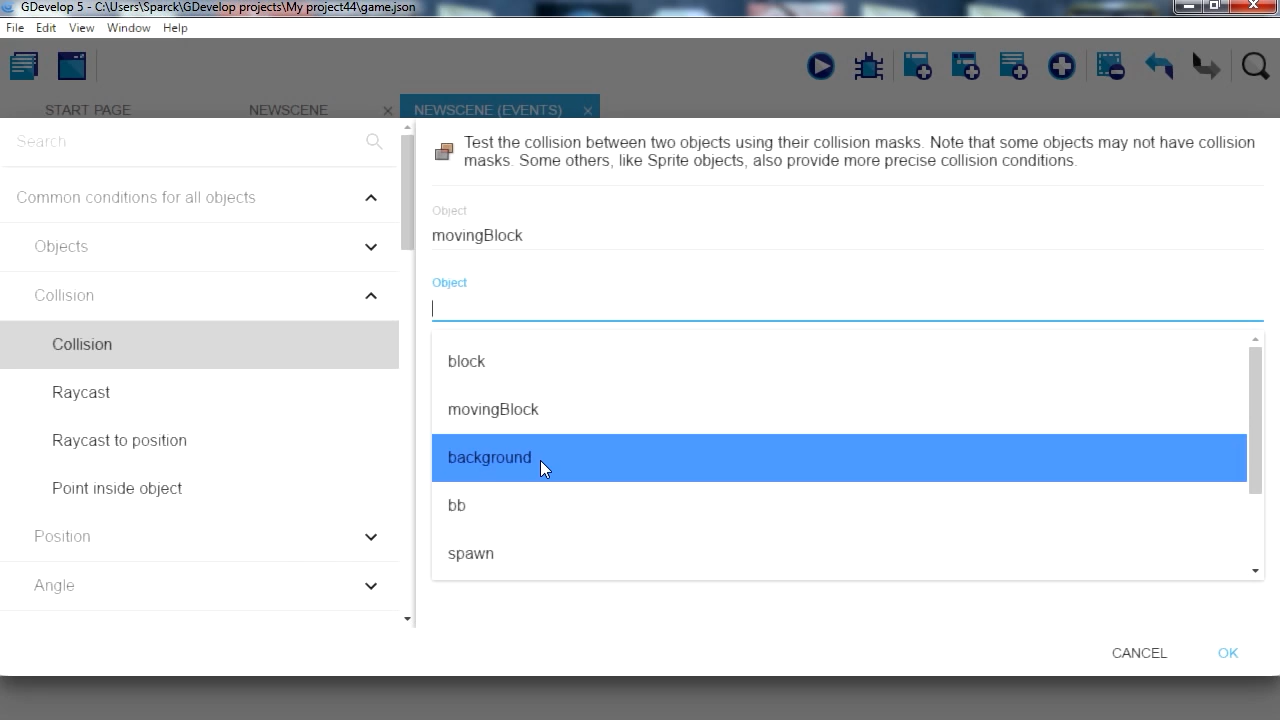 GDevelop 5 - C:\Users\Sparck\GDevelop projects\My project44\game.json
File Edit View Window Help
START PAGE NEWSCENE NEWSCENE (EVENTS)
Search
Common conditions for all objects
Objects
Collision
Collision
Raycast
Raycast to position
Point inside object
Position
Angle
Test the collision between two objects using their collision masks. Note that some objects may not have collision
masks. Some others, like Sprite objects, also provide more precise collision conditions.
Object
movingBlock
Object
block
movingBlock
background
bb
spawn
CANCEL OK